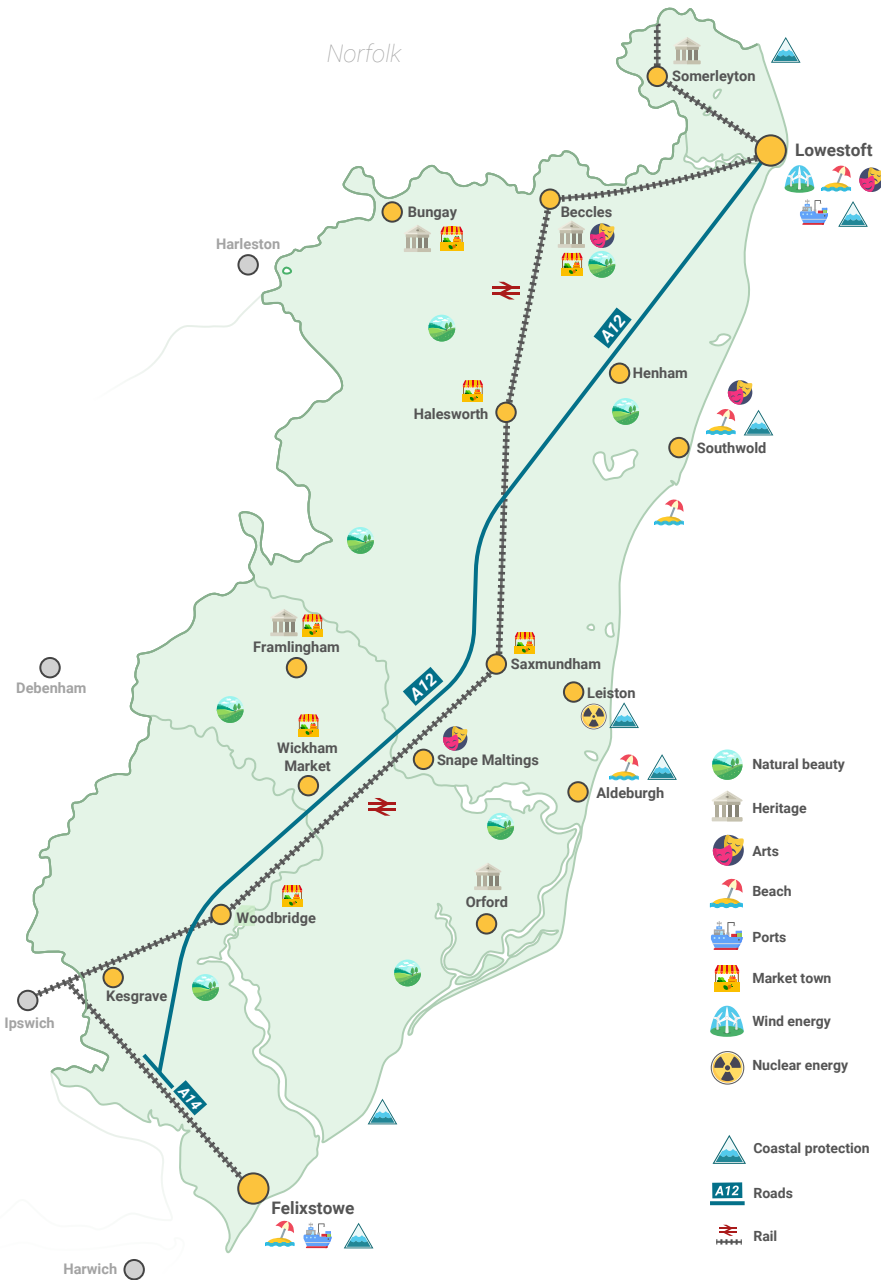 Norfolk
Somerleyton
Lowestoft
Bungay
Beccles
Harleston
A12
Henham
Halesworth
Southwold
Framlingham
Saxmundham
Debenham
A12
Leiston
Wickham
Market
Snape Maltings
Aldeburgh
Orford
Woodbridge
Kesgrave
Ipswich
A14
Felixstowe
Harwich
Natural beauty
Heritage
Arts
Beach
Ports
Market town
Wind energy
Nuclear energy
Coastal protection
A12 Roads
Rail